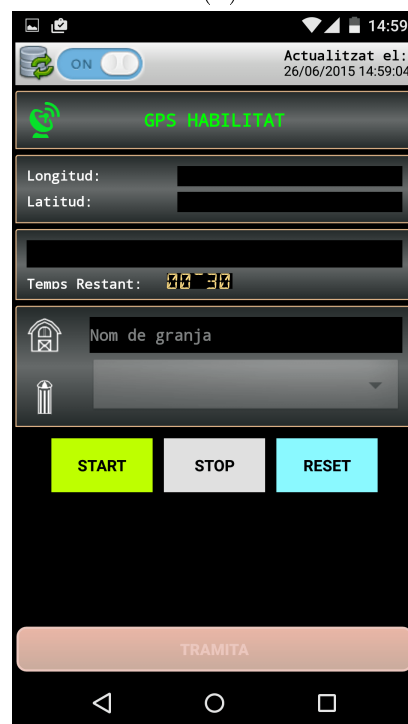 14:59
ON
Actualitzat el:
26/06/2015 14:59:04
GPS HABILITAT
Longitud:
Latitud:
Temps Restant: 00 30
Nom de granja
START STOP RESET
TRAMITA